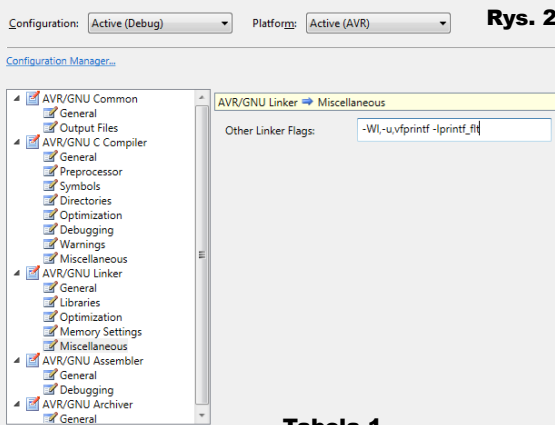 Configuration: Active (Debug) Platform: Active (AVR) Rys. 2
Configuration Manager...
AVR/GNU Common
General
Output Files
AVR/GNU C Compiler
General
Preprocessor
Symbols
Directories
Optimization
Debugging
Warnings
Miscellaneous
AVR/GNU Linker
General
Libraries
Optimization
Memory Settings
Miscellaneous
AVR/GNU Assembler
General
Debugging
AVR/GNU Archiver
General
AVR/GNU Linker ➡ Miscellaneous
Other Linker Flags: -Wl,-u,vfprintf -lprintf_flt
Tabela 1